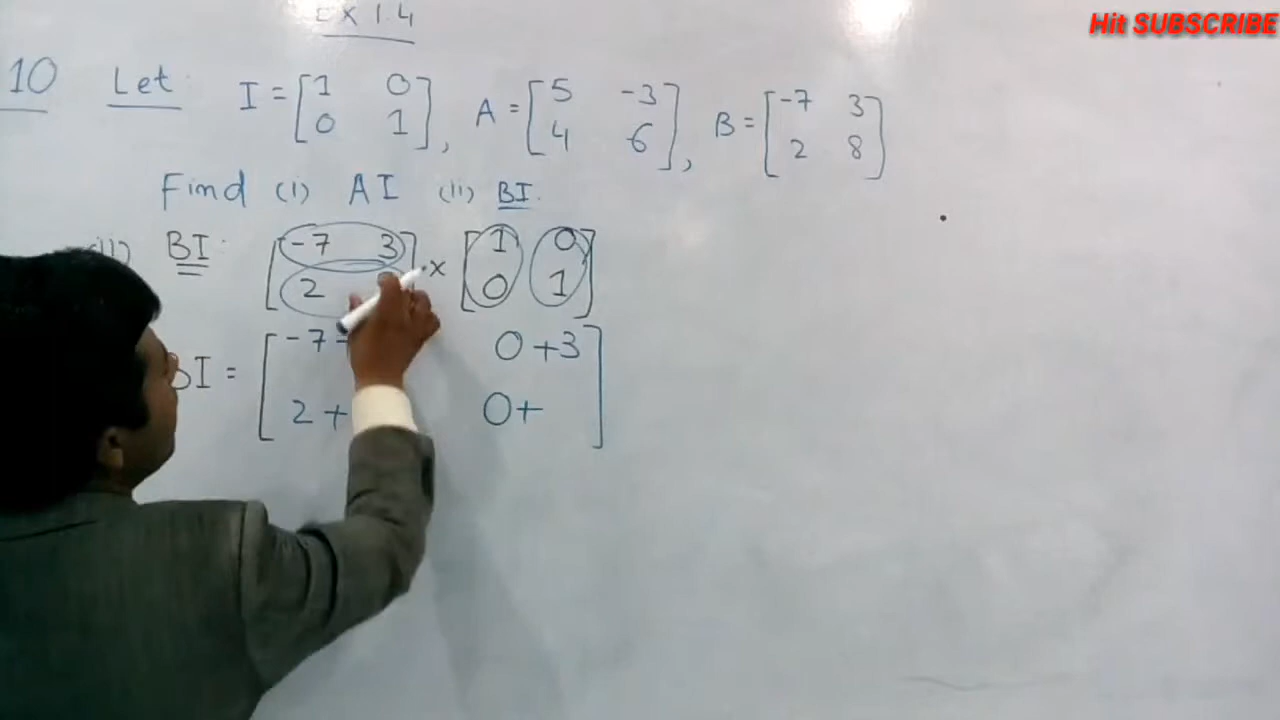 Hit SUBSCRIBE
Ex 1.4
10 Let I = [1 0 0 1], A = [5 -3 4 6], B = [-7 3 2 8]
Find (i) AI (ii) BI.
BI: [-7 3 2] × [1 0 0 1]
BI = [-7 0+3
2+ 0+]